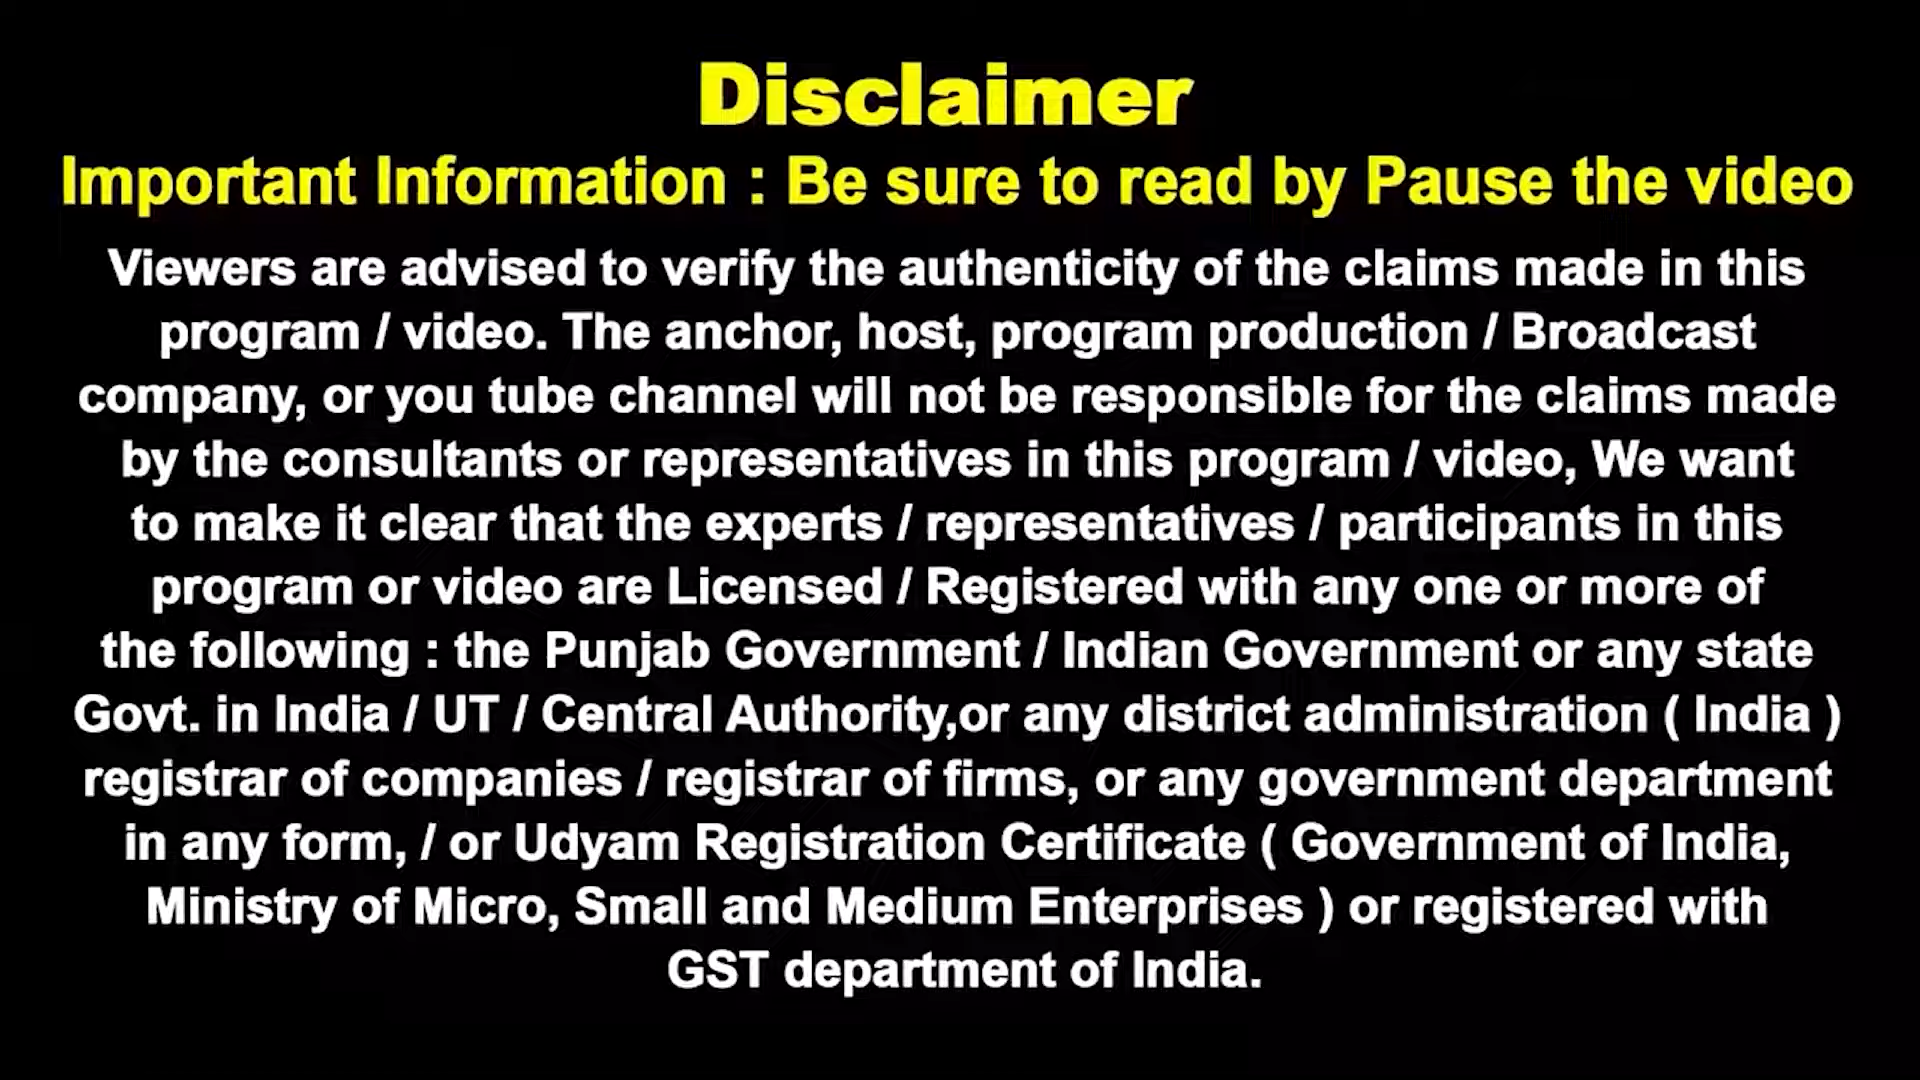 Disclaimer
Important Information : Be sure to read by Pause the video
Viewers are advised to verify the authenticity of the claims made in this
program / video. The anchor, host, program production / Broadcast
company, or you tube channel will not be responsible for the claims made
by the consultants or representatives in this program / video, We want
to make it clear that the experts / representatives / participants in this
program or video are Licensed / Registered with any one or more of
the following : the Punjab Government / Indian Government or any state
Govt. in India / UT / Central Authority,or any district administration ( India )
registrar of companies / registrar of firms, or any government department
in any form, / or Udyam Registration Certificate ( Government of India,
Ministry of Micro, Small and Medium Enterprises ) or registered with
GST department of India.